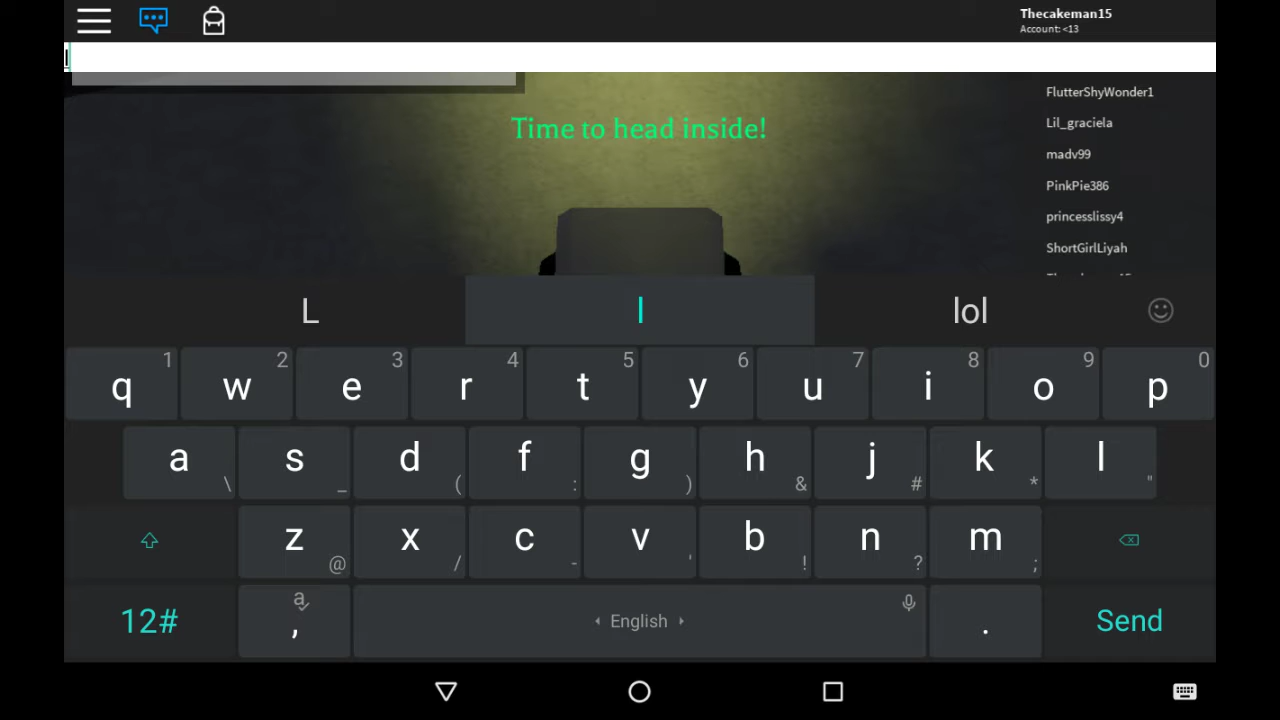 Thecakeman15
Account: <13
l
FlutterShyWonder1
Time to head inside!
Lil_graciela
madv99
PinkPie386
princesslissy4
ShortGirlLiyah
L l lol
1 2 3 4 5 6 7 8 9 0
q w e r t y u i o p
a s d f g h j k l
\ _ ( : ) & # * "
z x c v b n m
@ / - ' ! ? ;
12# a , English . Send